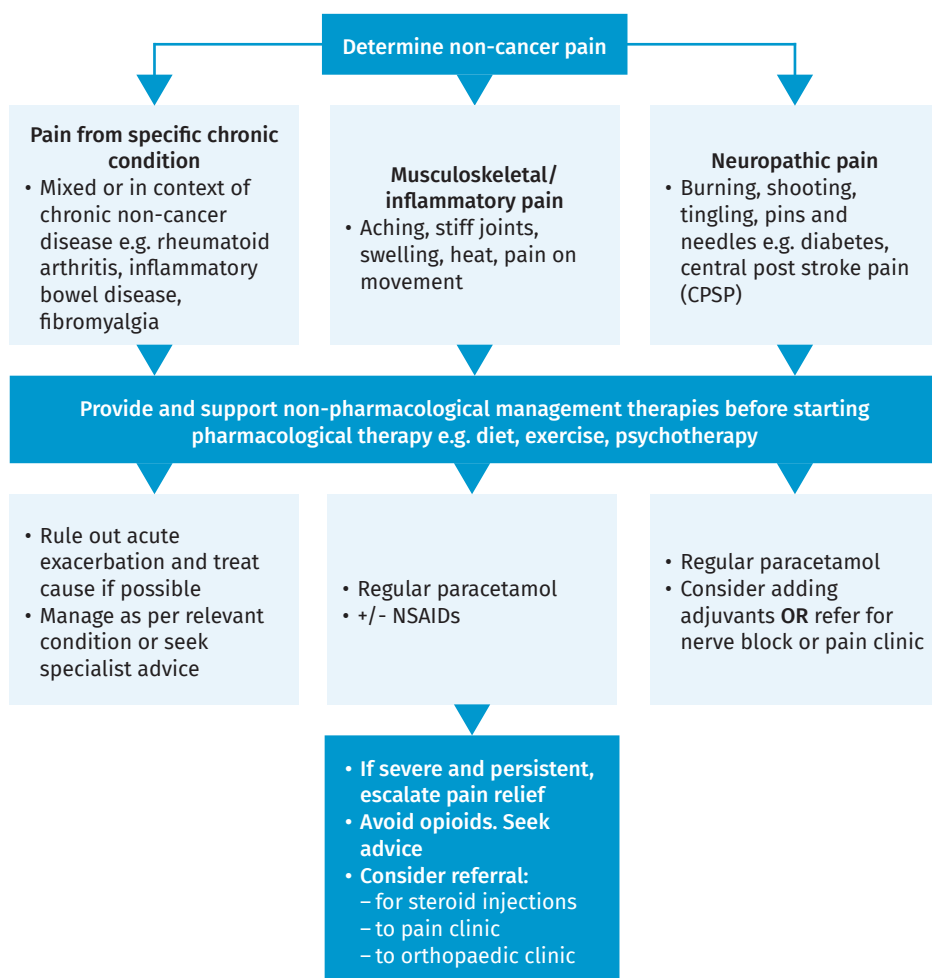 Determine non-cancer pain
Pain from specific chronic
condition
• Mixed or in context of
chronic non-cancer
disease e.g. rheumatoid
arthritis, inflammatory
bowel disease,
fibromyalgia
Musculoskeletal/
inflammatory pain
• Aching, stiff joints,
swelling, heat, pain on
movement
Neuropathic pain
• Burning, shooting,
tingling, pins and
needles e.g. diabetes,
central post stroke pain
(CPSP)
Provide and support non-pharmacological management therapies before starting
pharmacological therapy e.g. diet, exercise, psychotherapy
• Rule out acute
exacerbation and treat
cause if possible
• Manage as per relevant
condition or seek
specialist advice
• Regular paracetamol
• +/- NSAIDs
• Regular paracetamol
• Consider adding
adjuvants OR refer for
nerve block or pain clinic
• If severe and persistent,
escalate pain relief
• Avoid opioids. Seek
advice
• Consider referral:
– for steroid injections
– to pain clinic
– to orthopaedic clinic